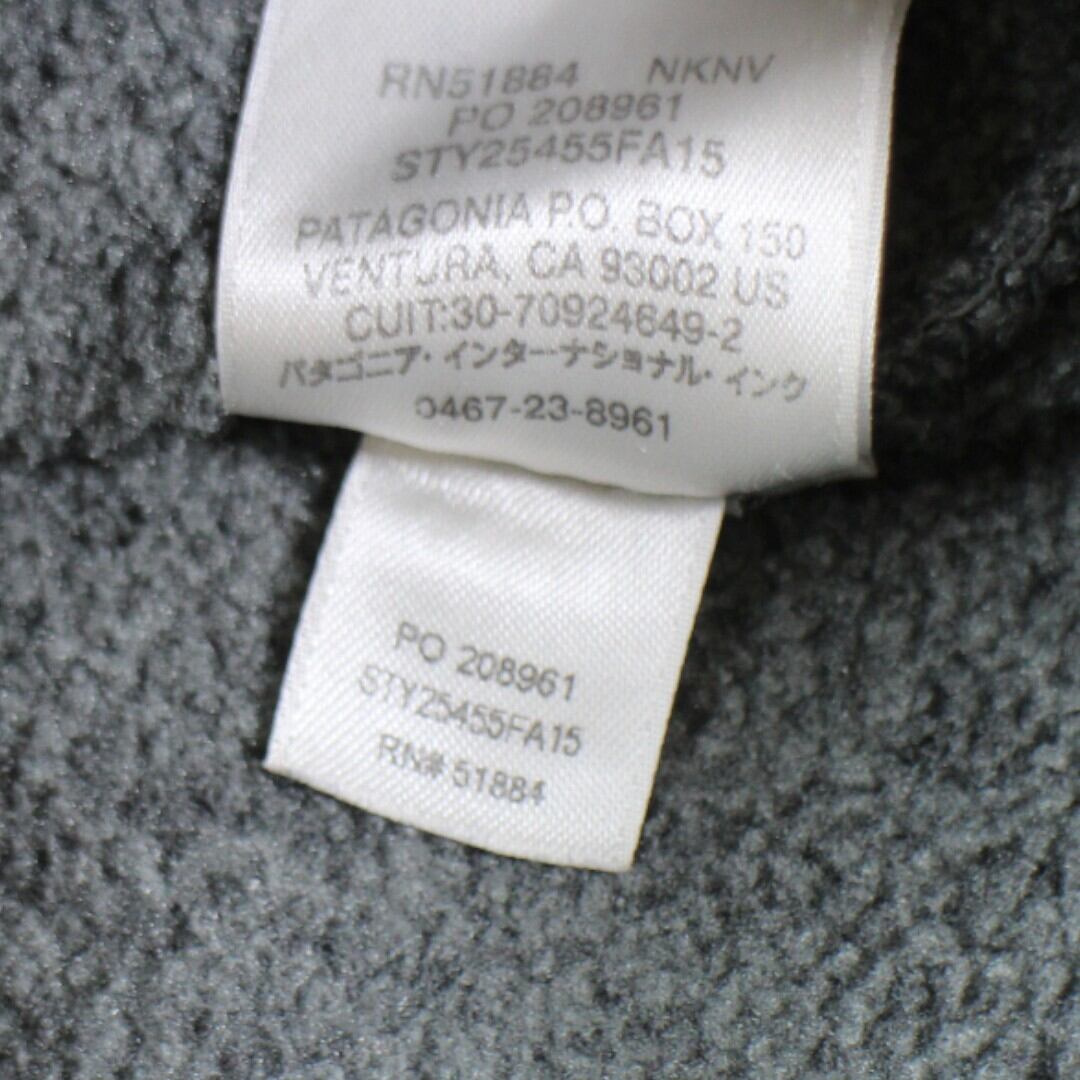 RN51884 NKNV
PO 208961
STY25455FA15
PATAGONIA P.O. BOX 150
VENTURA, CA 93002 US
CUIT:30-70924649-2
パタゴニア・インターナショナル・インク
0467-23-8961
PO 208961
STY25455FA15
RN# 51884